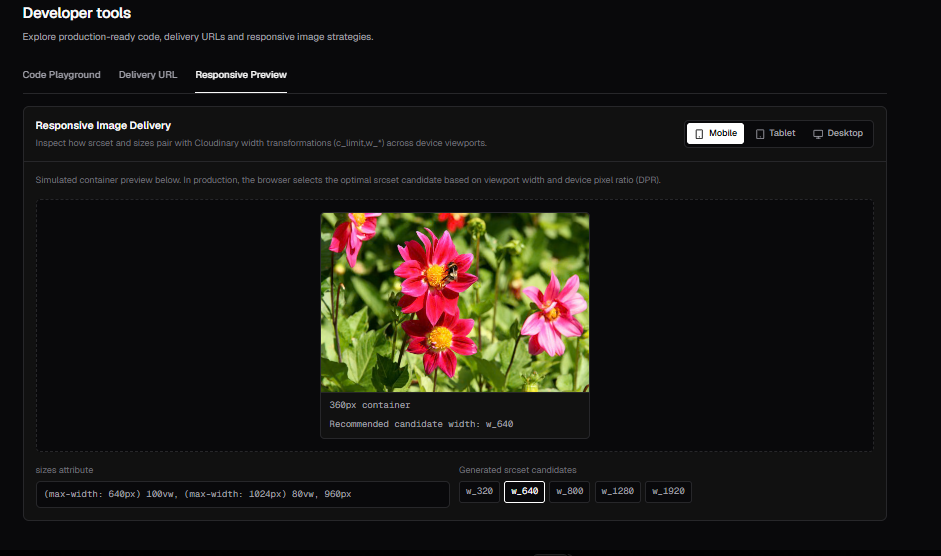 Developer tools
Explore production-ready code, delivery URLs and responsive image strategies.
Code Playground Delivery URL Responsive Preview
Responsive Image Delivery
Inspect how srcset and sizes pair with Cloudinary width transformations (c_limit,w_*) across device viewports.
Mobile Tablet Desktop
Simulated container preview below. In production, the browser selects the optimal srcset candidate based on viewport width and device pixel ratio (DPR).
360px container
Recommended candidate width: w_640
sizes attribute
(max-width: 640px) 100vw, (max-width: 1024px) 80vw, 960px
Generated srcset candidates
w_320 w_640 w_800 w_1280 w_1920